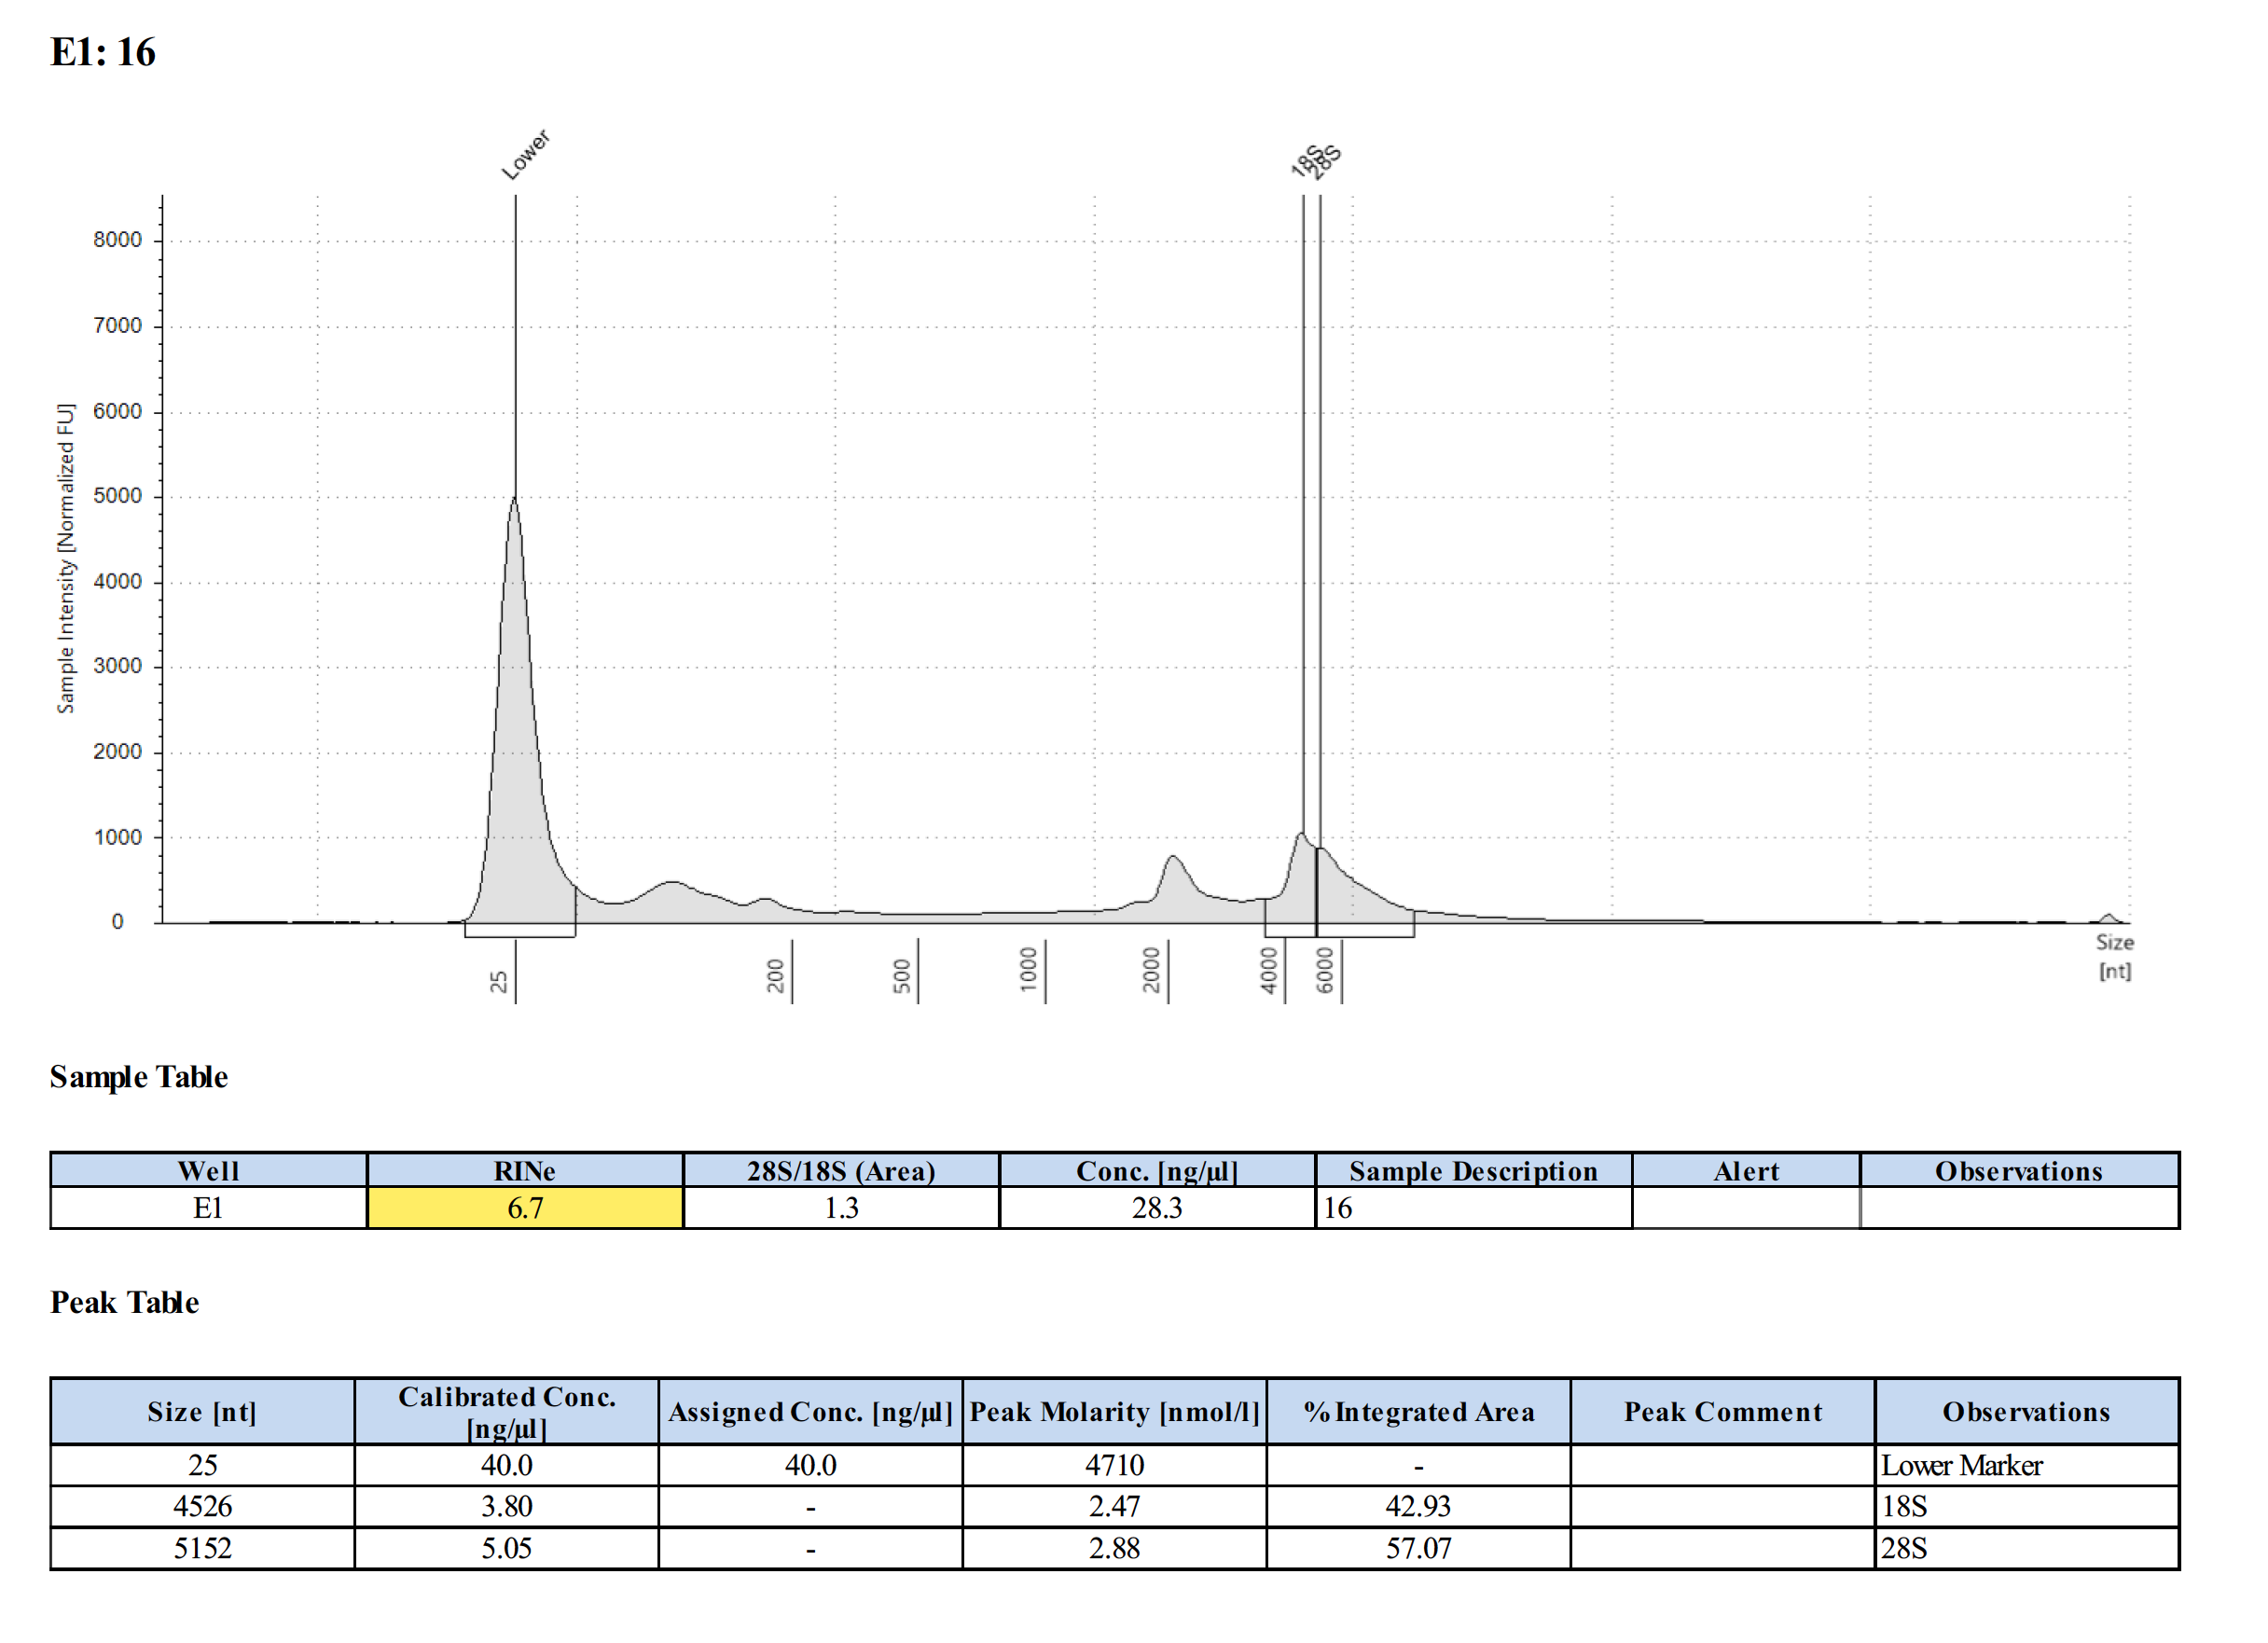 E1: 16
Lower
18S
28S
Sample Intensity [Normalized FU]
8000
7000
6000
5000
4000
3000
2000
1000
0
25
200
500
1000
2000
4000
6000
Size
[nt]
Sample Table
Well RINe 28S/18S (Area) Conc. [ng/µl] Sample Description Alert Observations
E1 6.7 1.3 28.3 16
Peak Table
Size [nt] Calibrated Conc. [ng/µl] Assigned Conc. [ng/µl] Peak Molarity [nmol/l] % Integrated Area Peak Comment Observations
25 40.0 40.0 4710 - Lower Marker
4526 3.80 - 2.47 42.93 18S
5152 5.05 - 2.88 57.07 28S